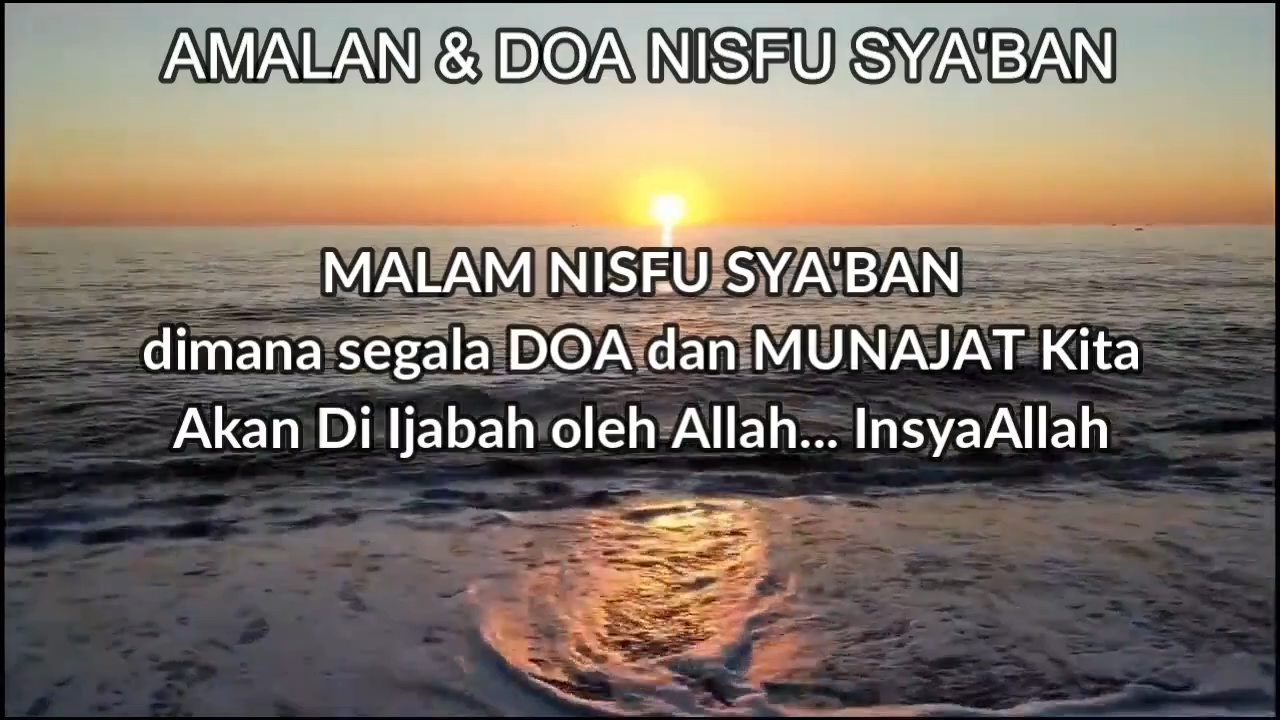 AMALAN & DOA NISFU SYA'BAN
MALAM NISFU SYA'BAN
dimana segala DOA dan MUNAJAT Kita
Akan Di Ijabah oleh Allah... InsyaAllah